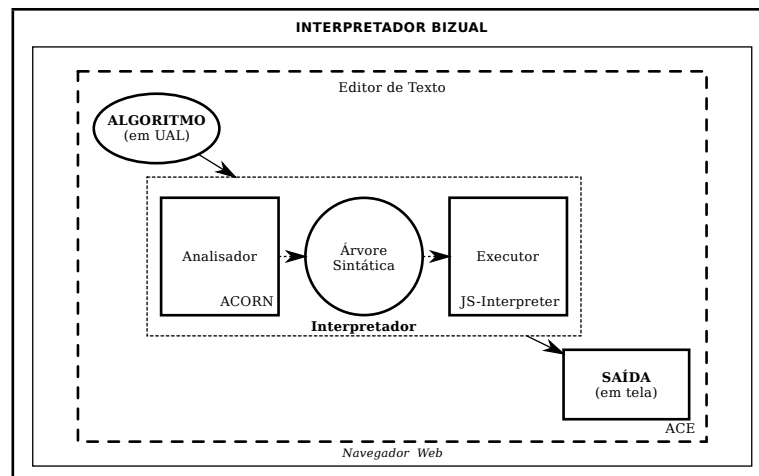 INTERPRETADOR BIZUAL
Editor de Texto
ALGORITMO
(em UAL)
Analisador
ACORN
Árvore
Sintática
Executor
JS-Interpreter
Interpretador
SAÍDA
(em tela)
ACE
Navegador Web